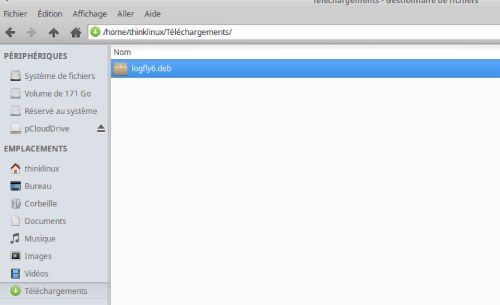 Téléchargements - Gestionnaire de fichiers
Fichier Édition Affichage Aller Aide
/home/thinklinux/Téléchargements/
PÉRIPHÉRIQUES
Système de fichiers
Volume de 171 Go
Réservé au système
pCloudDrive
EMPLACEMENTS
thinklinux
Bureau
Corbeille
Documents
Musique
Images
Vidéos
Téléchargements
Nom
logfly6.deb